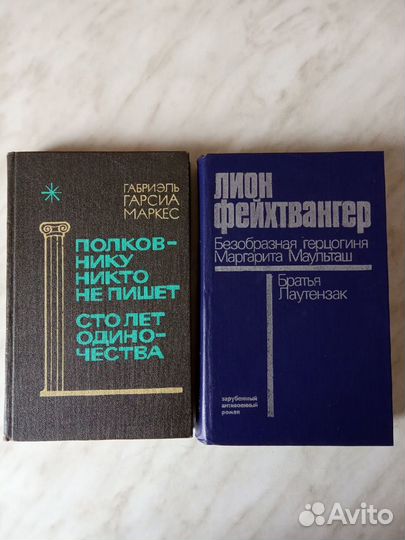 ГАБРИЭЛЬ
ГАРСИА
МАРКЕС
ПОЛКОВ-
НИКУ
НИКТО
НЕ ПИШЕТ
СТО ЛЕТ
ОДИНО-
ЧЕСТВА
ЛИОН
ФЕЙХТВАНГЕР
Безобразная герцогиня
Маргарита Маульташ
Братья
Лаутензак
зарубежный
антивоенный
роман
Avito